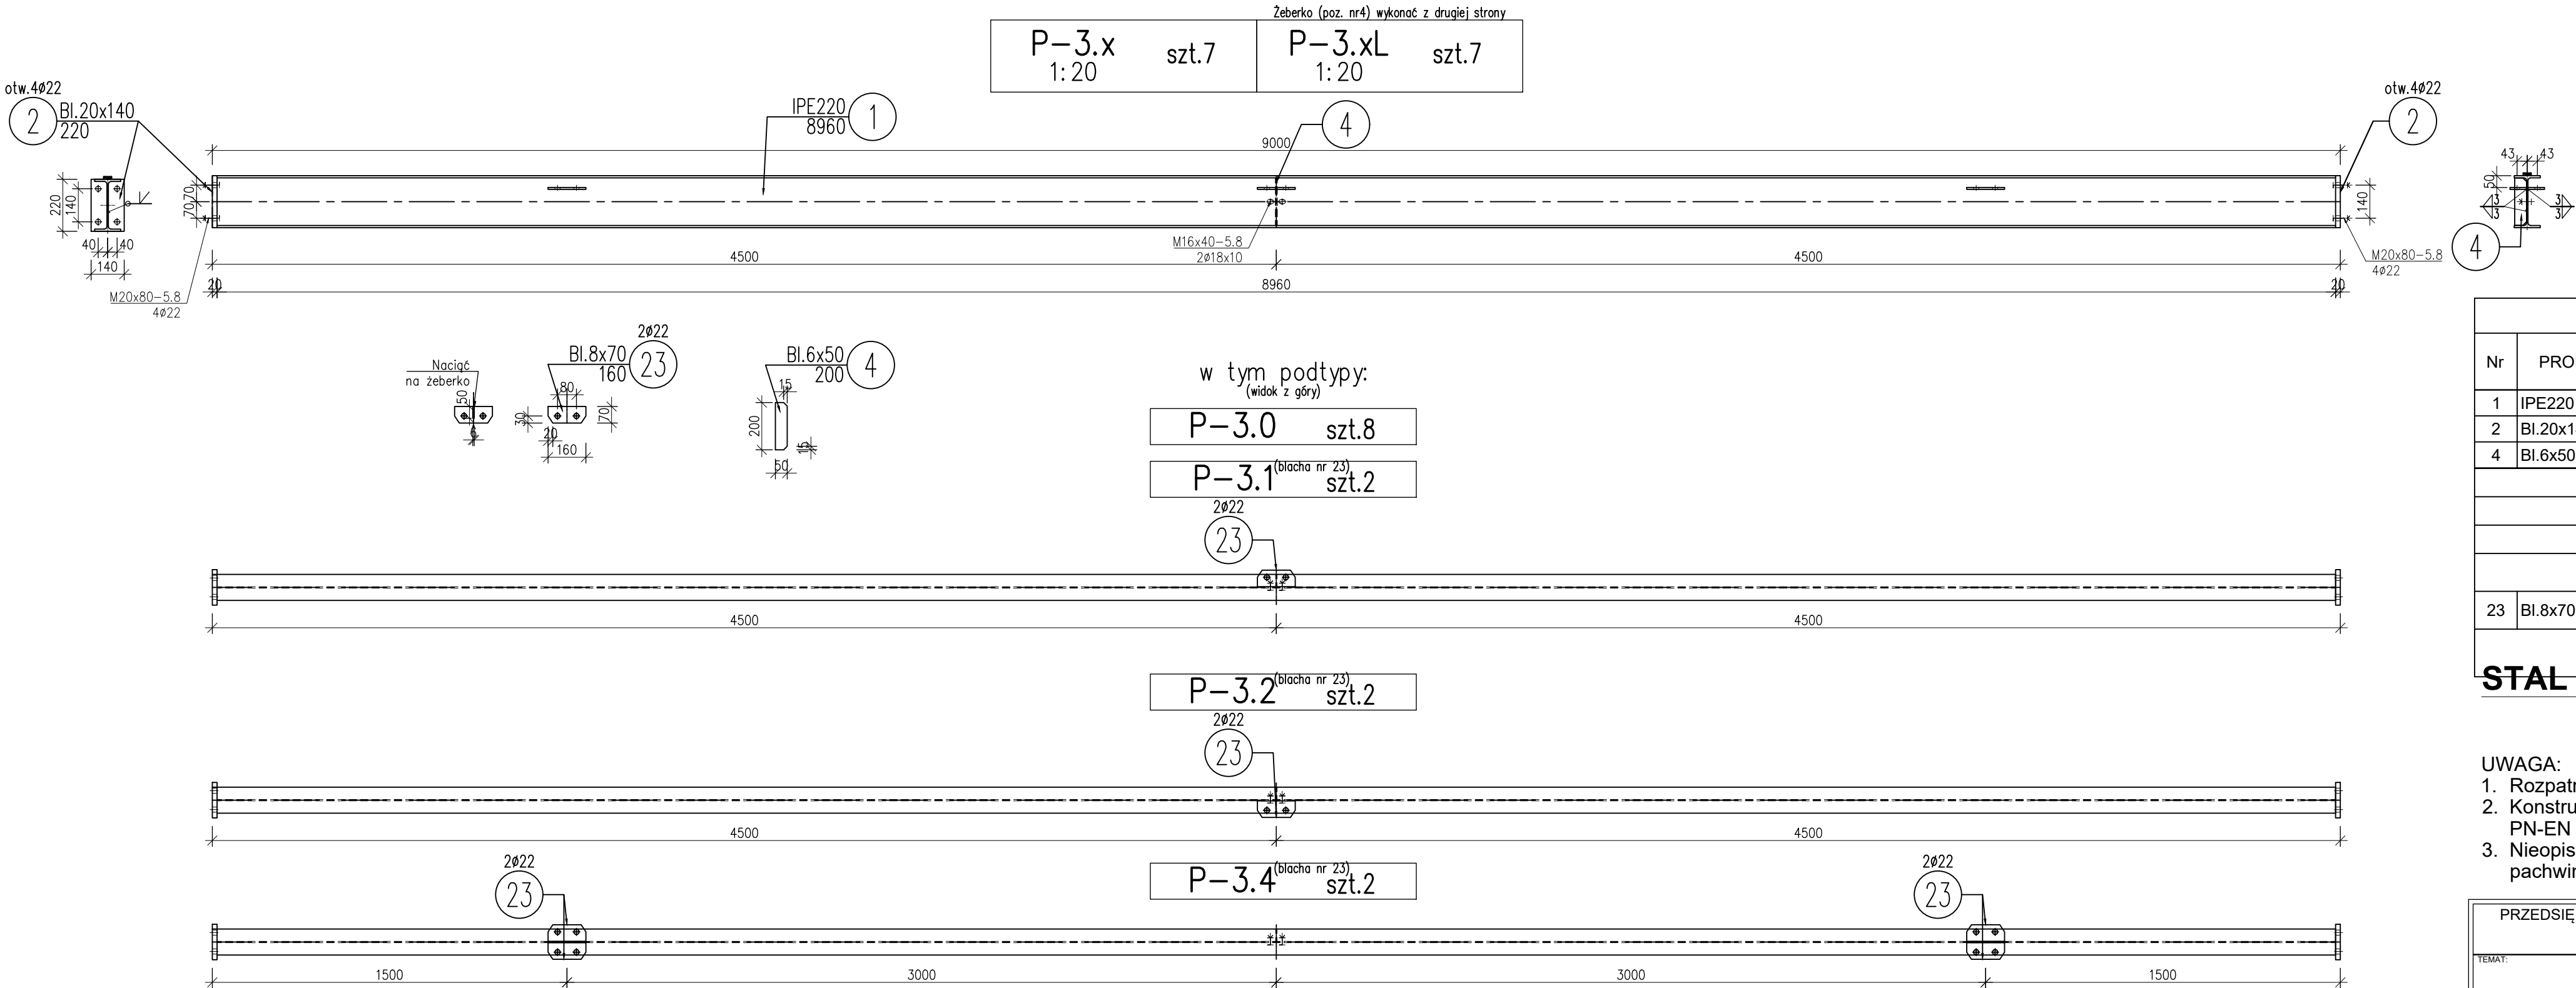 Żeberko (poz. nr4) wykonać z drugiej strony
P-3.x szt.7
1:20
P-3.xL szt.7
1:20
otw.4ø22
2
Bl.20x140
220
IPE220
8960
1
4
otw.4ø22
2
9000
220
140
40
40
140
70
70
M20x80-5.8
4ø22
20
4500
M16x40-5.8
2ø18x10
4500
8960
20
140
M20x80-5.8
4ø22
43
43
50
3
3
3
3
4
Naciąć
na żeberko
50
6
2ø22
Bl.8x70
160
23
80
30
70
20
160
Bl.6x50
200
4
15
200
15
50
w tym podtypy:
(widok z góry)
P-3.0 szt.8
P-3.1 (blacha nr 23) szt.2
2ø22
23
4500
4500
P-3.2 (blacha nr 23) szt.2
2ø22
23
4500
4500
P-3.4 (blacha nr 23) szt.2
2ø22
23
2ø22
23
1500
3000
3000
1500
Nr PRO
1 IPE220
2 Bl.20x1
4 Bl.6x50
23 Bl.8x70
STAL
UWAGA:
1. Rozpatr
2. Konstru
PN-EN
3. Nieopis
pachwin
PRZEDSIĘ
TEMAT: